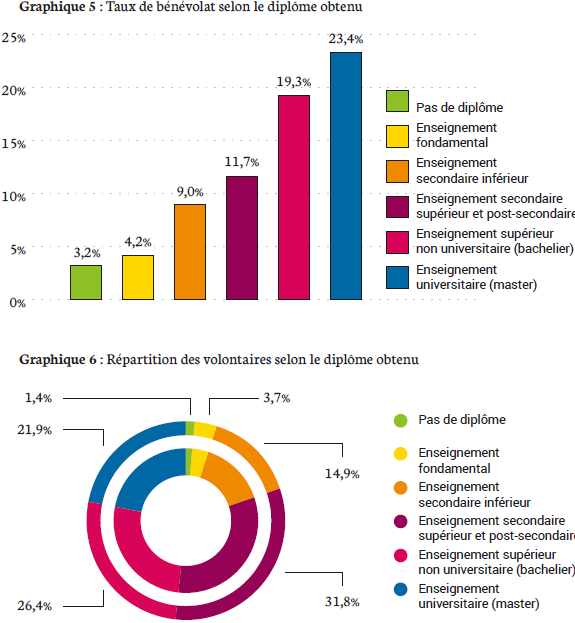 Graphique 5 : Taux de bénévolat selon le diplôme obtenu
25%
20%
15%
10%
5%
0%
3,2%
4,2%
9,0%
11,7%
19,3%
23,4%
Pas de diplôme
Enseignement
fondamental
Enseignement
secondaire inférieur
Enseignement secondaire
supérieur et post-secondaire
Enseignement supérieur
non universitaire (bachelier)
Enseignement
universitaire (master)
Graphique 6 : Répartition des volontaires selon le diplôme obtenu
1,4%
3,7%
21,9%
14,9%
26,4%
31,8%
Pas de diplôme
Enseignement
fondamental
Enseignement
secondaire inférieur
Enseignement secondaire
supérieur et post-secondaire
Enseignement supérieur
non universitaire (bachelier)
Enseignement
universitaire (master)